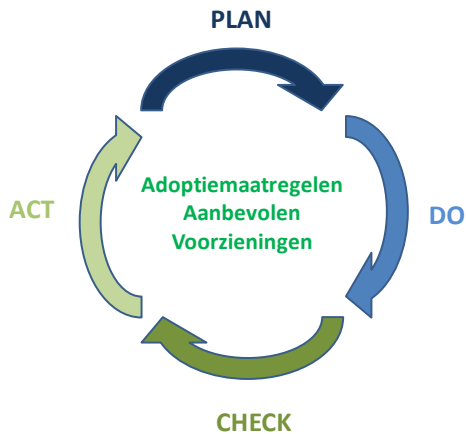 PLAN
Adoptiemaatregelen
Aanbevolen
Voorzieningen
ACT
DO
CHECK